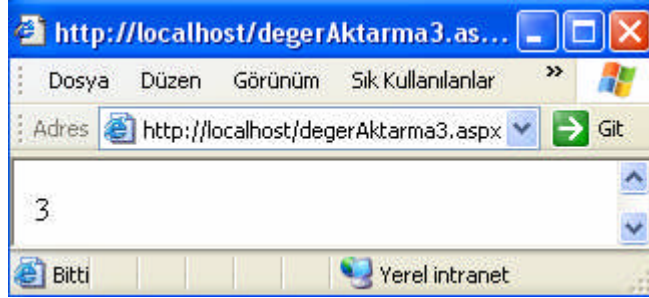 http://localhost/degerAktarma3.as...
Dosya Düzen Görünüm Sık Kullanılanlar »
Adres http://localhost/degerAktarma3.aspx Git
3
Bitti Yerel intranet